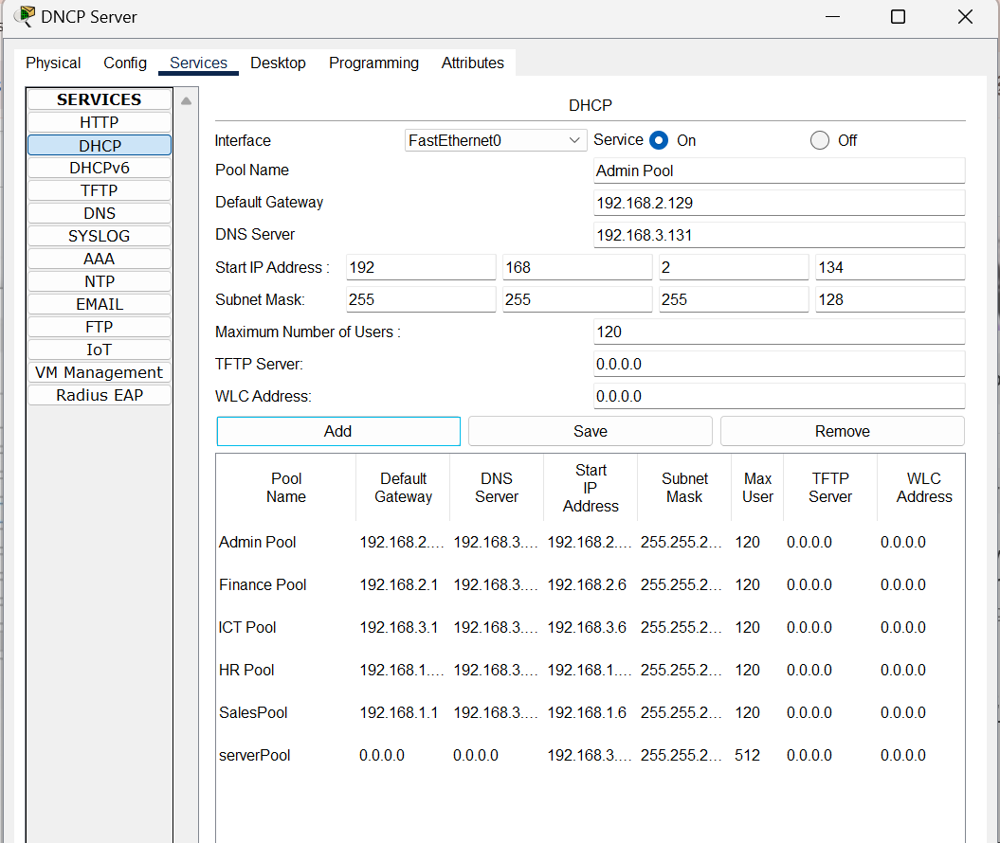 DNCP Server
Physical Config Services Desktop Programming Attributes
SERVICES
HTTP
DHCP
DHCPv6
TFTP
DNS
SYSLOG
AAA
NTP
EMAIL
FTP
IoT
VM Management
Radius EAP
DHCP
Interface FastEthernet0 Service On Off
Pool Name Admin Pool
Default Gateway 192.168.2.129
DNS Server 192.168.3.131
Start IP Address : 192 168 2 134
Subnet Mask: 255 255 255 128
Maximum Number of Users : 120
TFTP Server: 0.0.0.0
WLC Address: 0.0.0.0
Add Save Remove
Pool Name Default Gateway DNS Server Start IP Address Subnet Mask Max User TFTP Server WLC Address
Admin Pool 192.168.2.... 192.168.3.... 192.168.2.... 255.255.2... 120 0.0.0.0 0.0.0.0
Finance Pool 192.168.2.1 192.168.3.... 192.168.2.6 255.255.2... 120 0.0.0.0 0.0.0.0
ICT Pool 192.168.3.1 192.168.3.... 192.168.3.6 255.255.2... 120 0.0.0.0 0.0.0.0
HR Pool 192.168.1.... 192.168.3.... 192.168.1.... 255.255.2... 120 0.0.0.0 0.0.0.0
SalesPool 192.168.1.1 192.168.3.... 192.168.1.6 255.255.2... 120 0.0.0.0 0.0.0.0
serverPool 0.0.0.0 0.0.0.0 192.168.3.... 255.255.2... 512 0.0.0.0 0.0.0.0